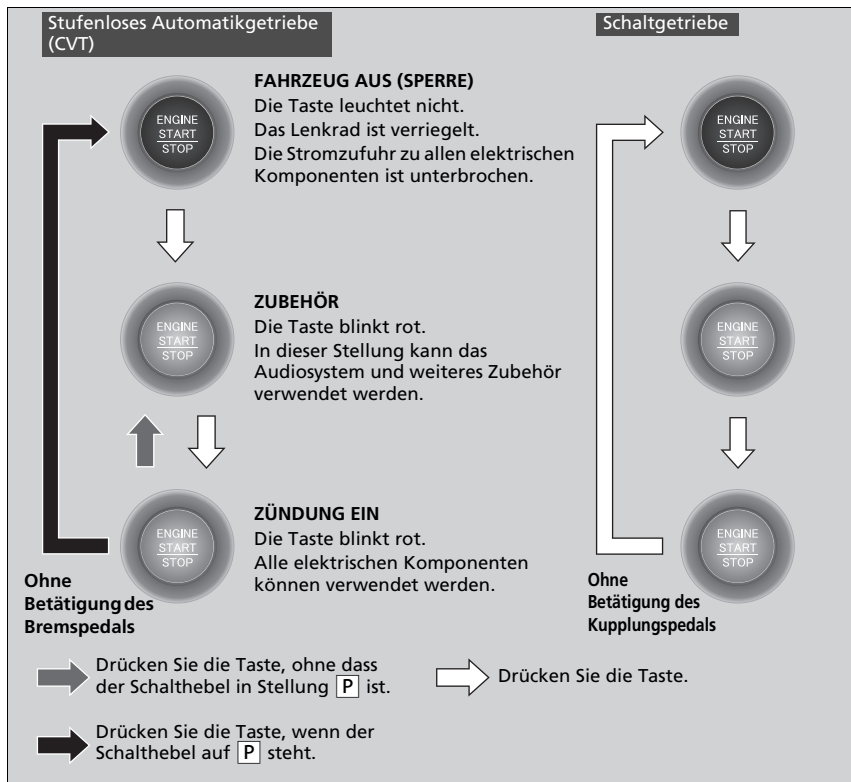 Stufenloses Automatikgetriebe
(CVT)
Schaltgetriebe
ENGINE
START
STOP
FAHRZEUG AUS (SPERRE)
Die Taste leuchtet nicht.
Das Lenkrad ist verriegelt.
Die Stromzufuhr zu allen elektrischen
Komponenten ist unterbrochen.
ENGINE
START
STOP
ENGINE
START
STOP
ZUBEHÖR
Die Taste blinkt rot.
In dieser Stellung kann das
Audiosystem und weiteres Zubehör
verwendet werden.
ENGINE
START
STOP
ENGINE
START
STOP
ZÜNDUNG EIN
Die Taste blinkt rot.
Alle elektrischen Komponenten
können verwendet werden.
ENGINE
START
STOP
Ohne
Betätigung des
Bremspedals
Ohne
Betätigung des
Kupplungspedals
Drücken Sie die Taste, ohne dass
der Schalthebel in Stellung P ist.
Drücken Sie die Taste.
Drücken Sie die Taste, wenn der
Schalthebel auf P steht.